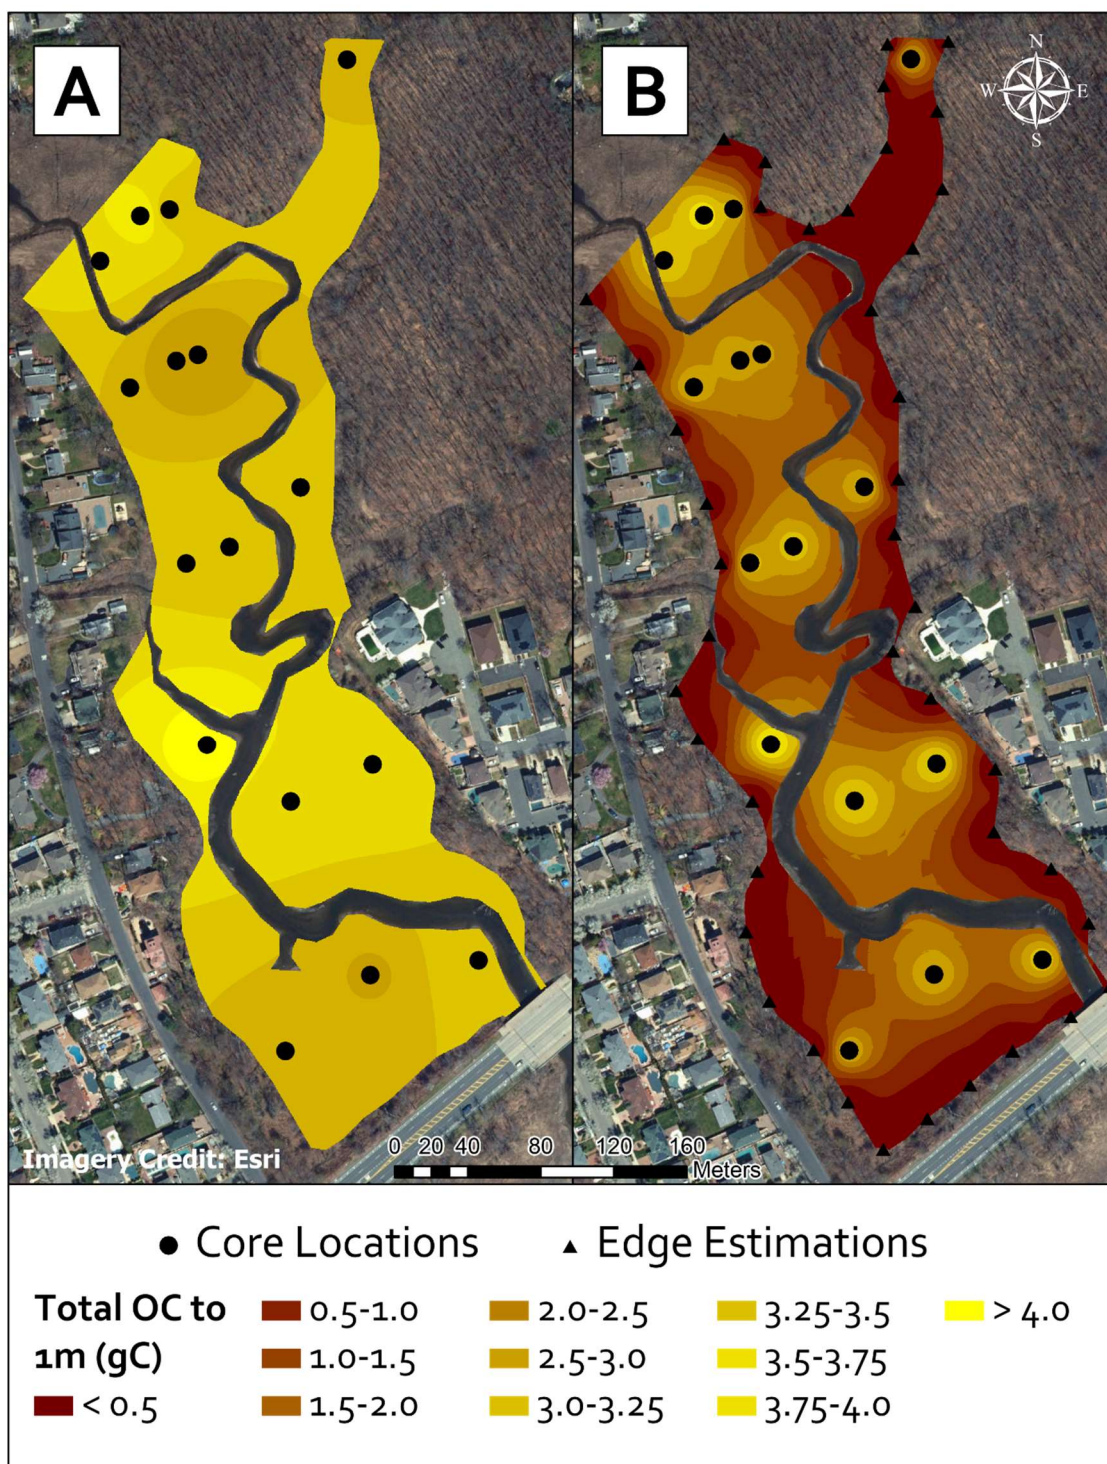 A
B
N
W E
S
Imagery Credit: Esri
0 20 40 80 120 160
Meters
Core Locations
Edge Estimations
Total OC to
1m (gC)
< 0.5
0.5-1.0
1.0-1.5
1.5-2.0
2.0-2.5
2.5-3.0
3.0-3.25
3.25-3.5
3.5-3.75
3.75-4.0
> 4.0